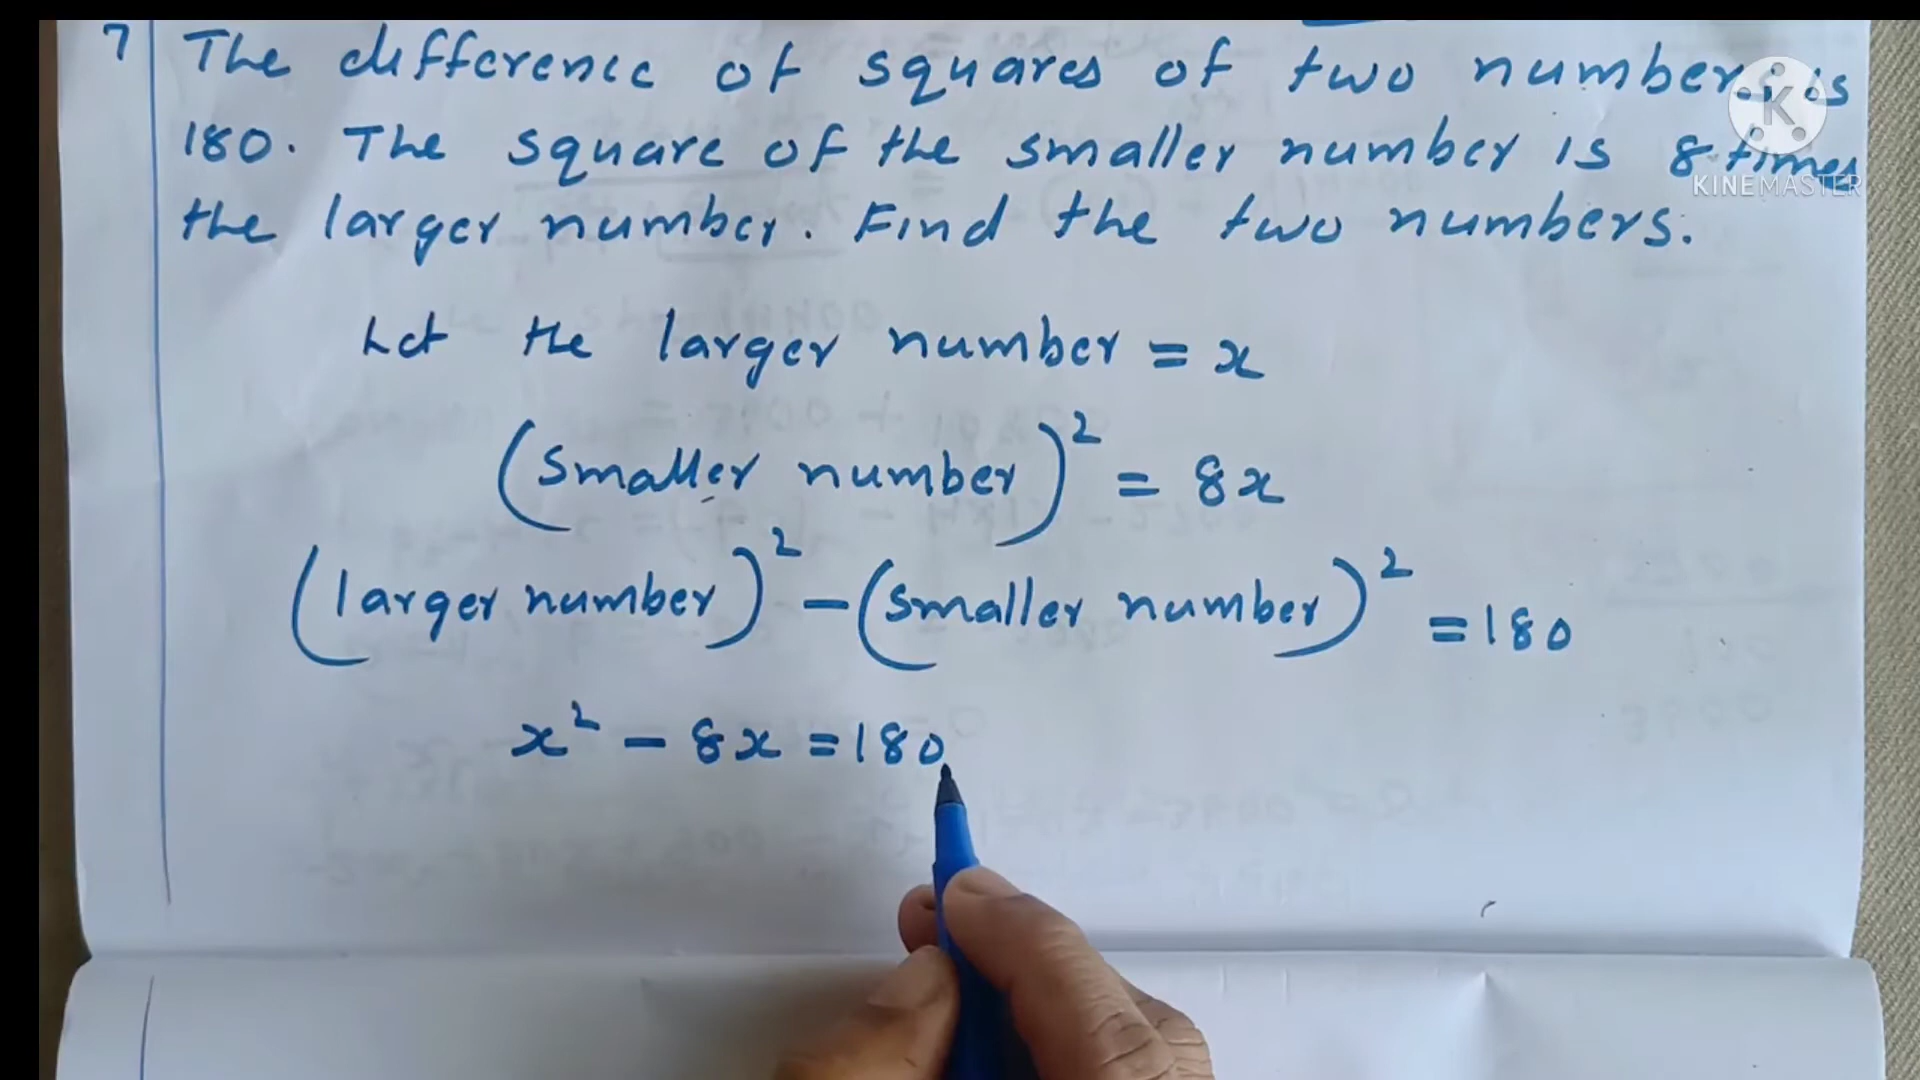 7 The difference of squares of two numbers is
180. The square of the smaller number is 8 times
the larger number. Find the two numbers.
KINEMASTER
Let the larger number = x
(smaller number)² = 8x
(larger number)² - (smaller number)² = 180
x² - 8x = 180